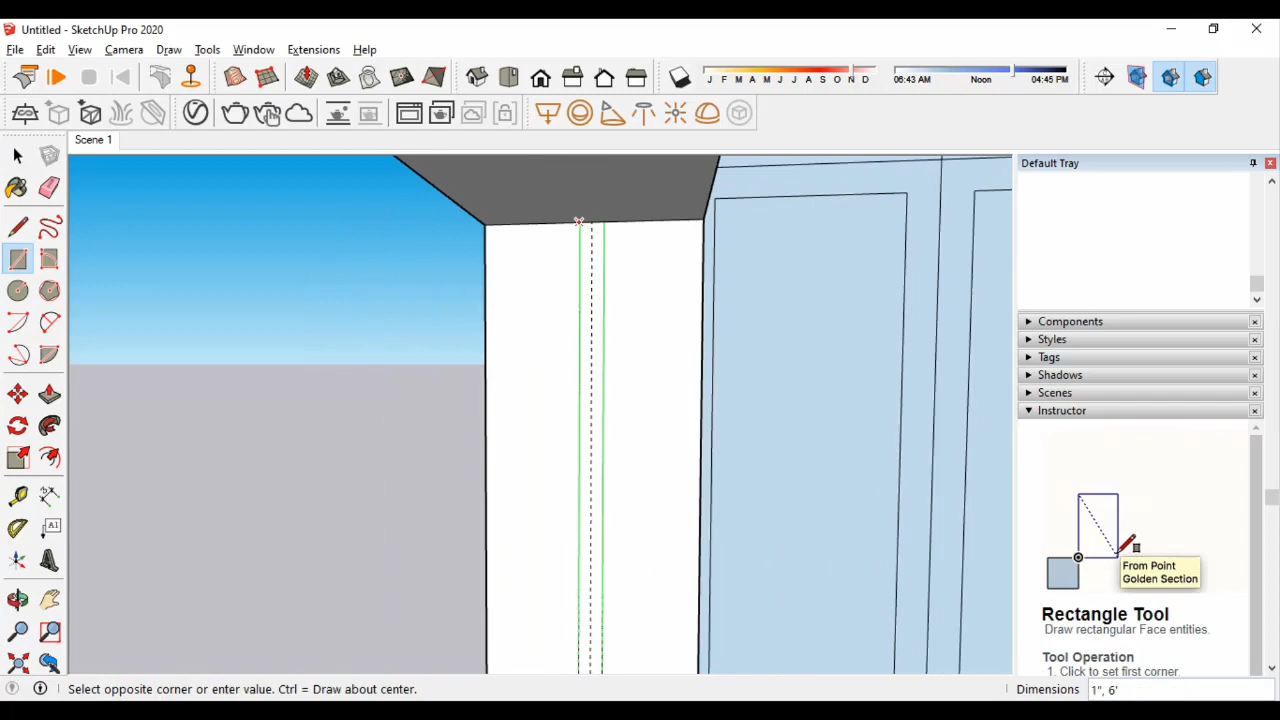 Untitled - SketchUp Pro 2020
File Edit View Camera Draw Tools Window Extensions Help
J F M A M J J A S O N D 06:43 AM Noon 04:45 PM
Scene 1
Default Tray
Components
Styles
Tags
Shadows
Scenes
Instructor
From Point
Golden Section
Rectangle Tool
Draw rectangular Face entities.
Tool Operation
1. Click to set first corner.
AI
Select opposite corner or enter value. Ctrl = Draw about center.
Dimensions 1", 6'